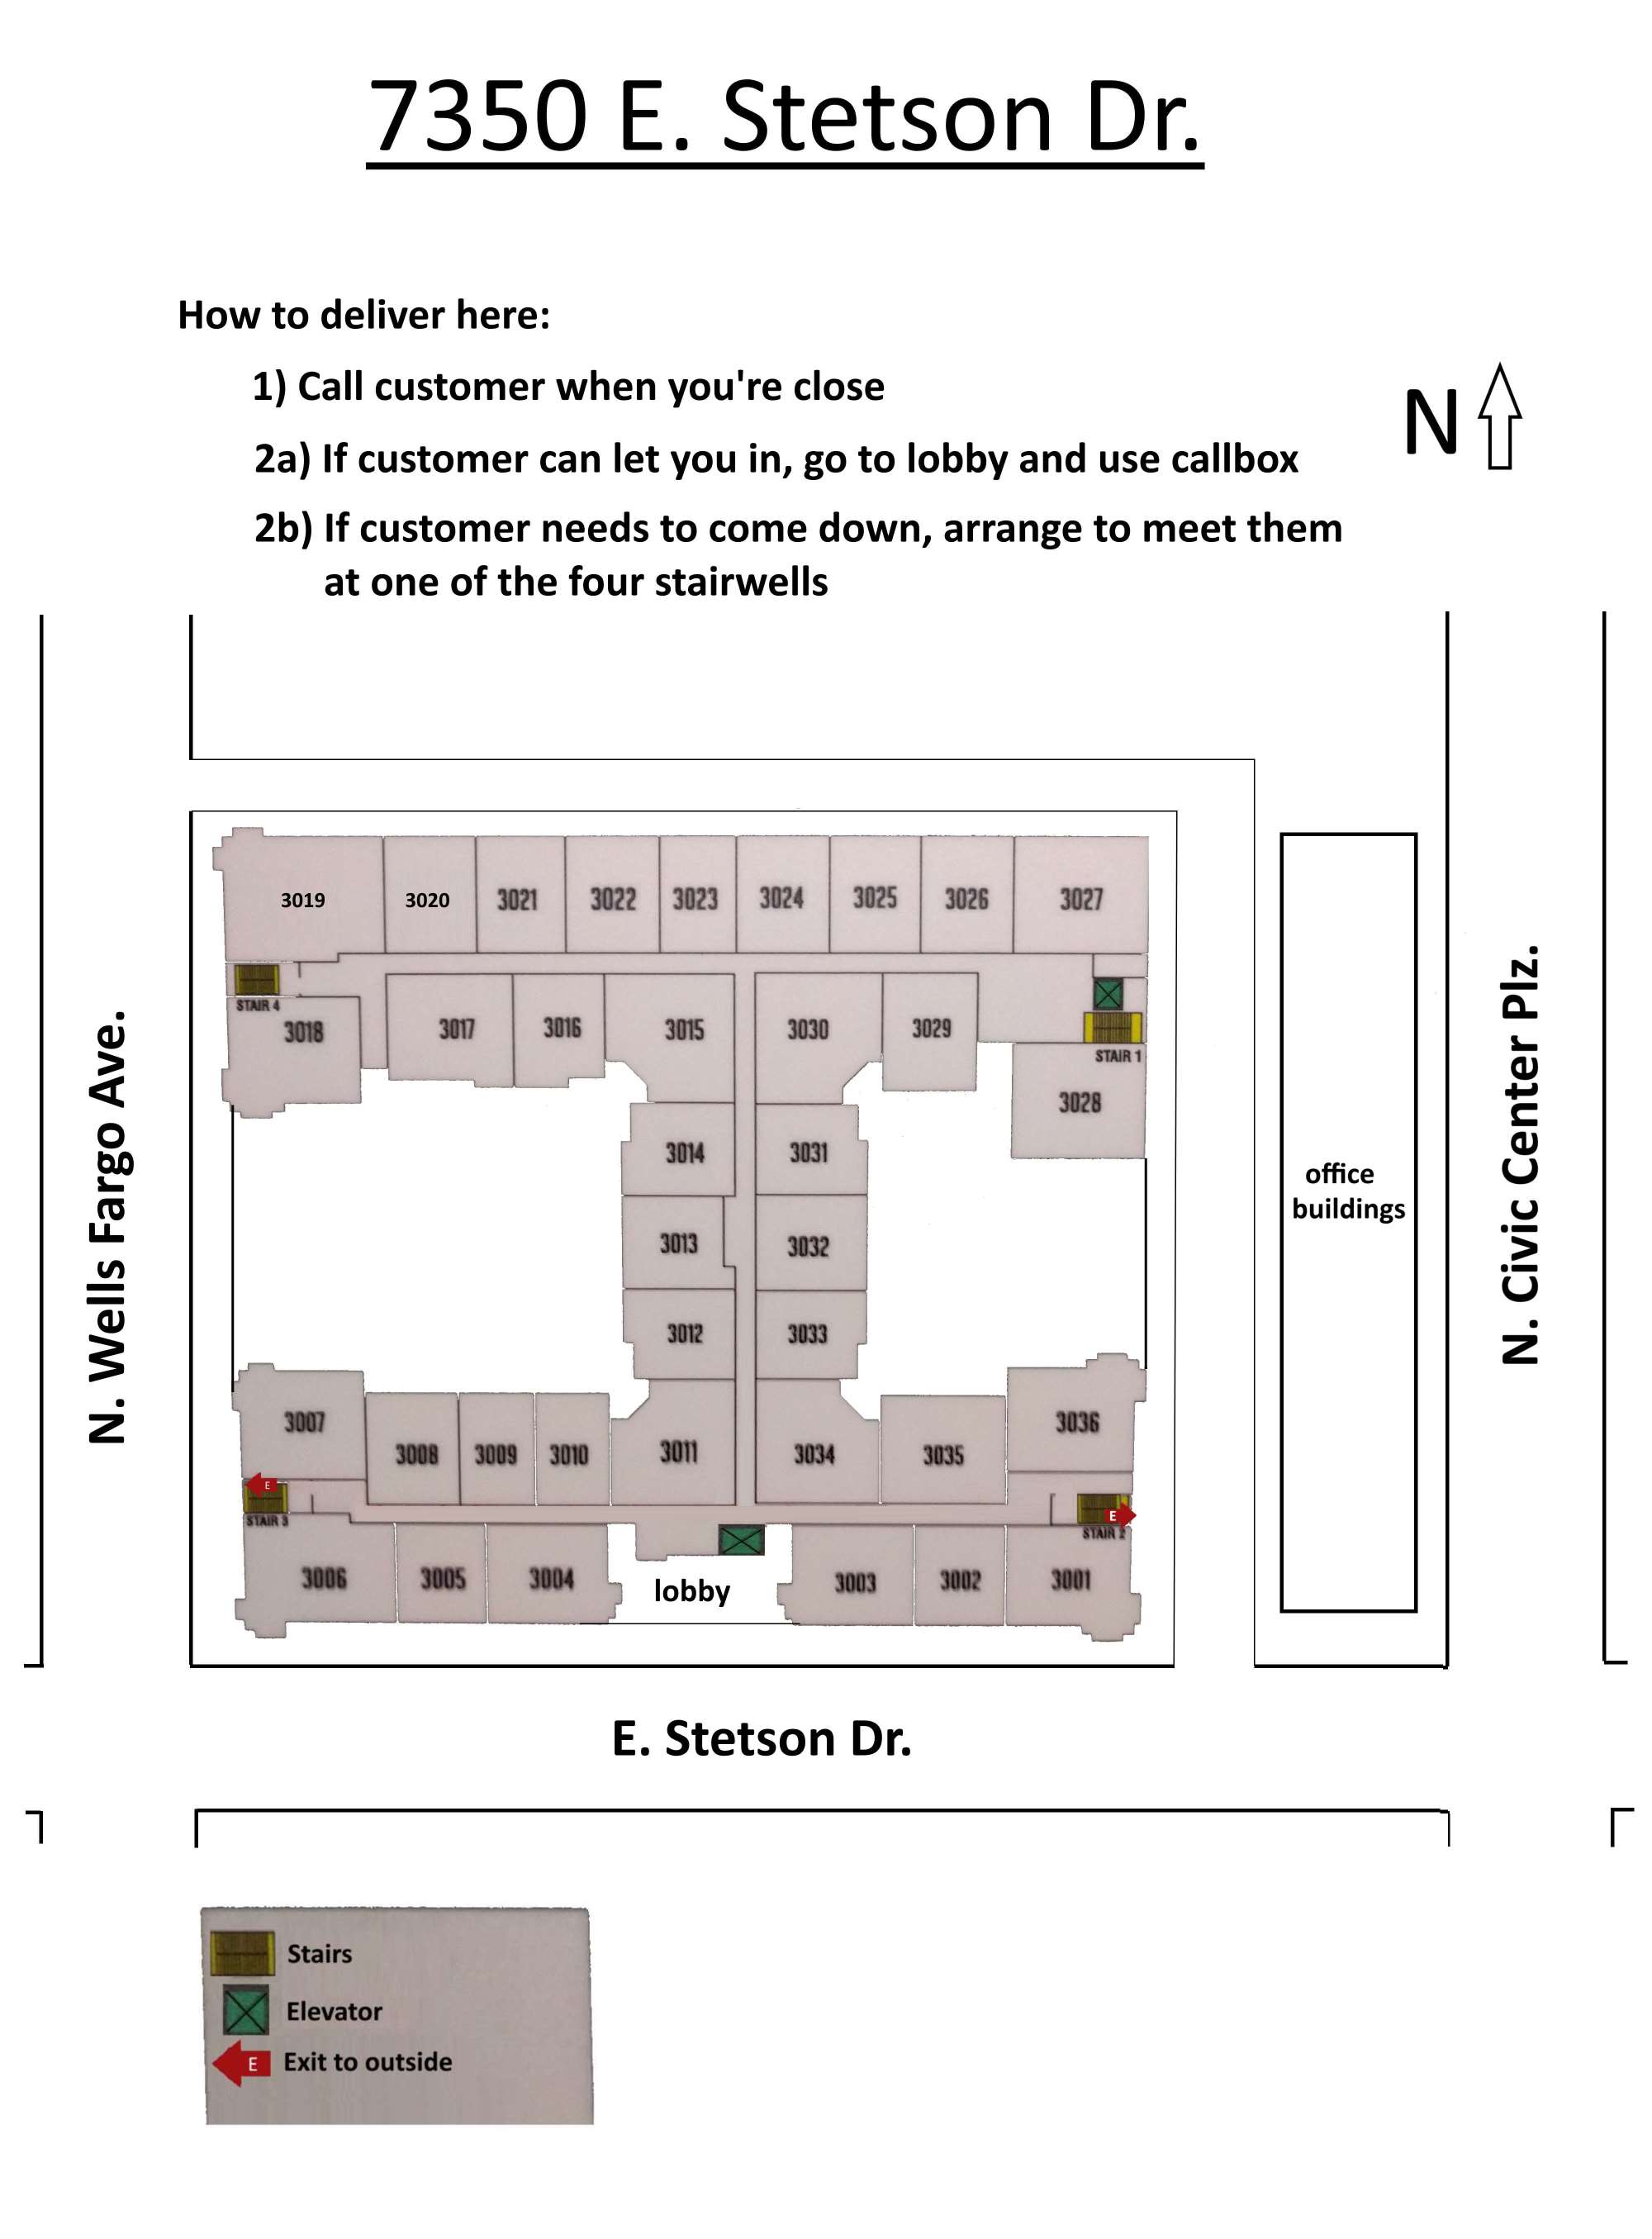 7350 E. Stetson Dr.
How to deliver here:
1) Call customer when you're close
2a) If customer can let you in, go to lobby and use callbox
2b) If customer needs to come down, arrange to meet them
at one of the four stairwells
N
3019
3020
3021
3022
3023
3024
3025
3026
3027
STAIR 4
3018
3017
3016
3015
3030
3029
STAIR 1
3028
3014
3031
3013
3032
3012
3033
3007
3008
3009
3010
3011
3034
3035
3036
E
STAIR 3
E
STAIR 2
3006
3005
3004
lobby
3003
3002
3001
office
buildings
N. Wells Fargo Ave.
N. Civic Center Plz.
E. Stetson Dr.
Stairs
Elevator
E Exit to outside